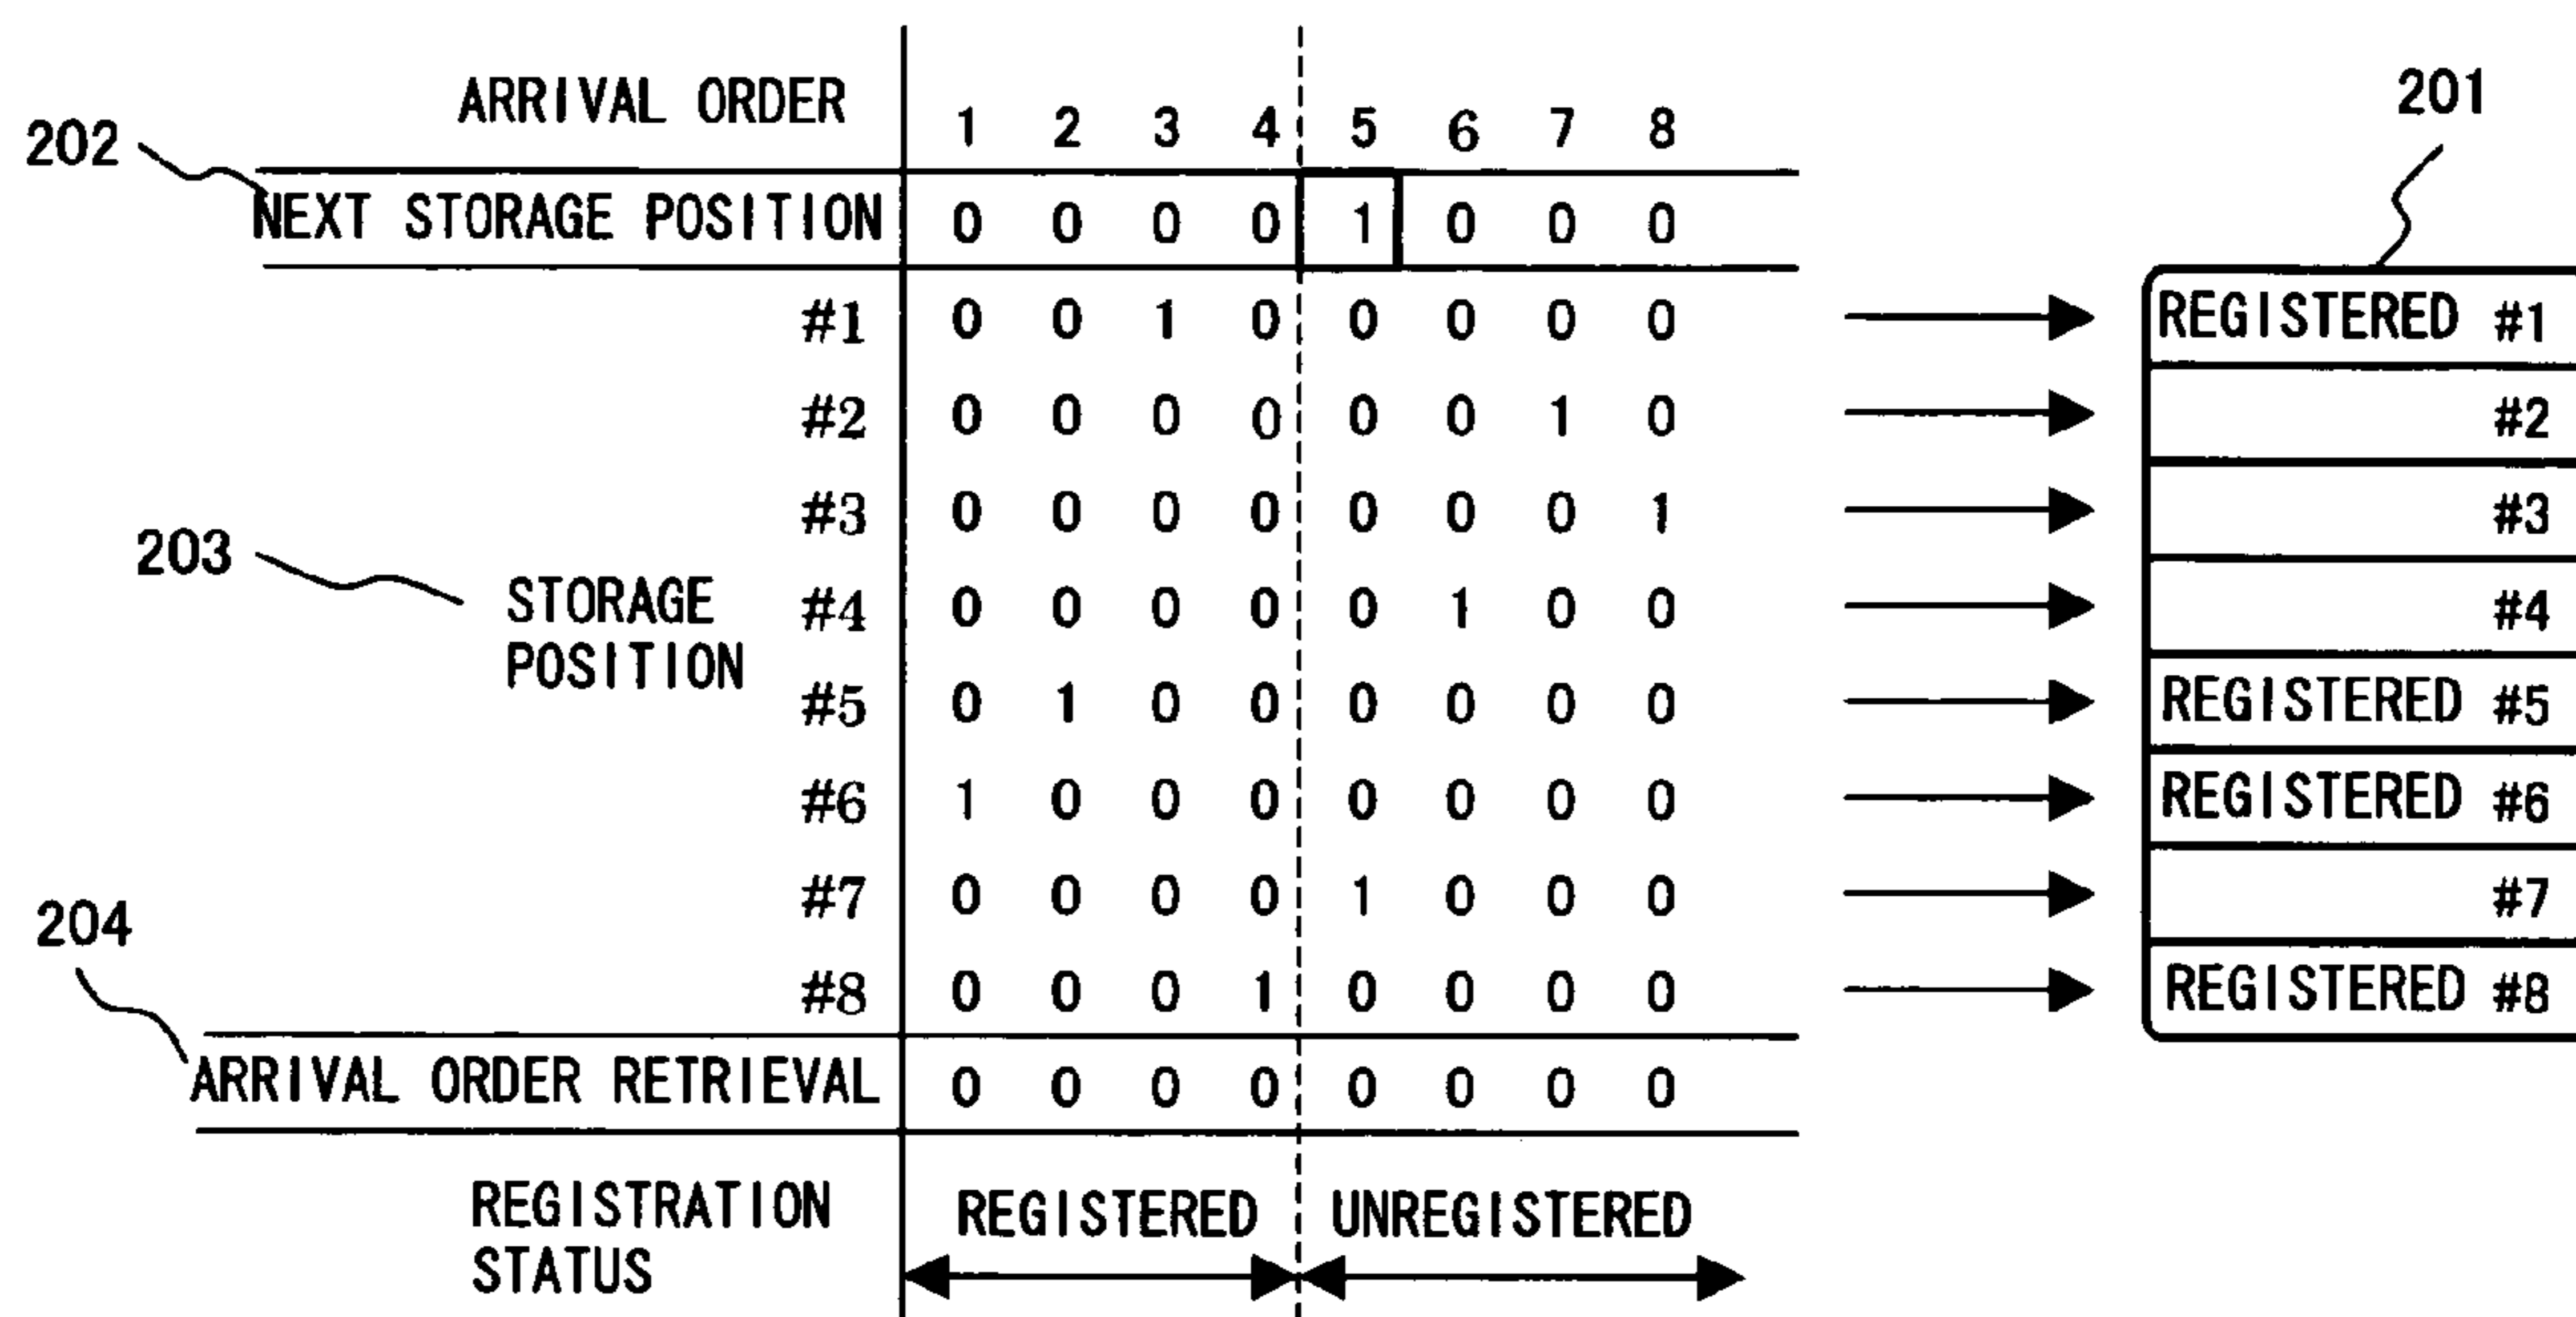 ARRIVAL ORDER 1 2 3 4 5 6 7 8
201
202
NEXT STORAGE POSITION 0 0 0 0 1 0 0 0
#1 0 0 1 0 0 0 0 0 REGISTERED #1
#2 0 0 0 0 0 0 1 0 #2
#3 0 0 0 0 0 0 0 1 #3
203
STORAGE
POSITION
#4 0 0 0 0 0 1 0 0 #4
#5 0 1 0 0 0 0 0 0 REGISTERED #5
#6 1 0 0 0 0 0 0 0 REGISTERED #6
#7 0 0 0 0 1 0 0 0 #7
204
#8 0 0 0 1 0 0 0 0 REGISTERED #8
ARRIVAL ORDER RETRIEVAL 0 0 0 0 0 0 0 0
REGISTRATION
STATUS
REGISTERED UNREGISTERED